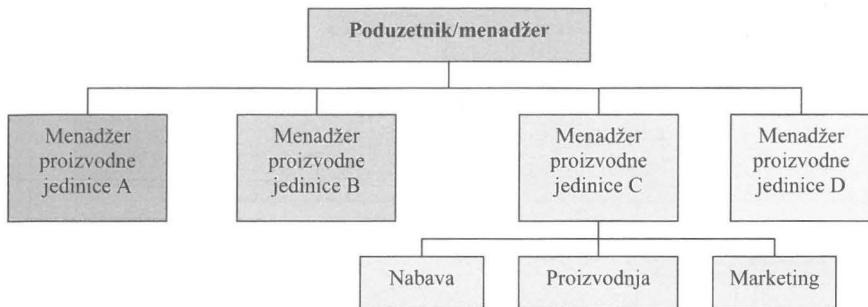 Poduzetnik/menadžer
Menadžer
proizvodne
jedinice A
Menadžer
proizvodne
jedinice B
Menadžer
proizvodne
jedinice C
Menadžer
proizvodne
jedinice D
Nabava
Proizvodnja
Marketing